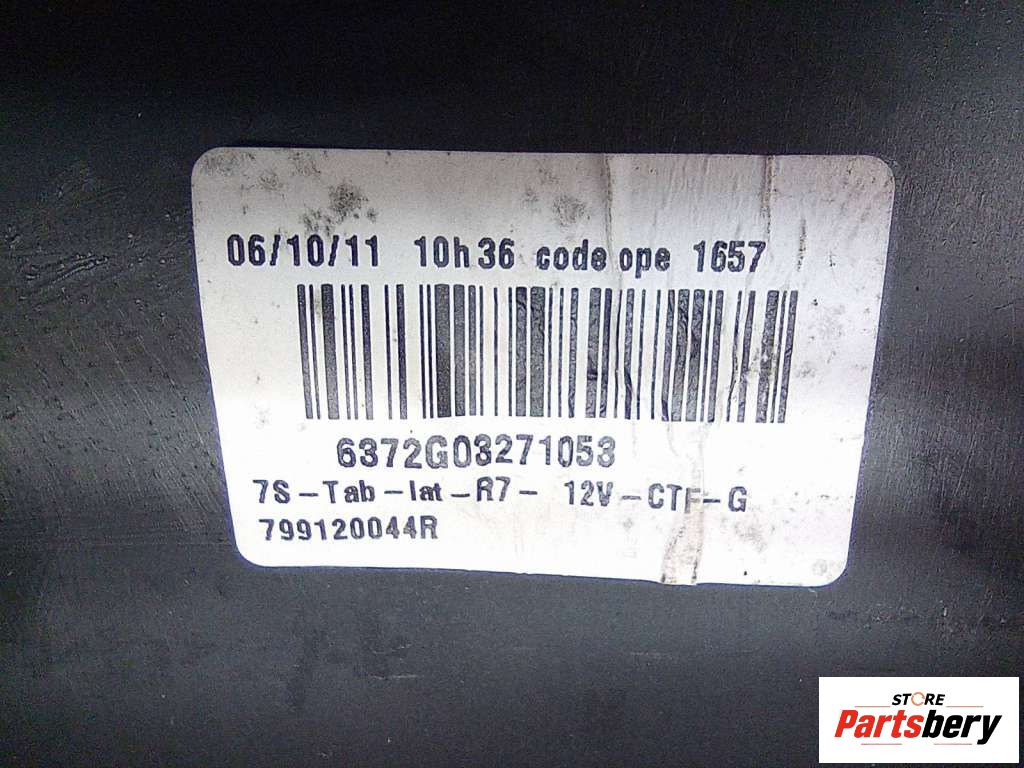 06/10/11 10h36 code ope 1657
6372G03271053
7S-Tab-lat-R7- 12V-CTF-G
799120044R
STORE
Partsbery